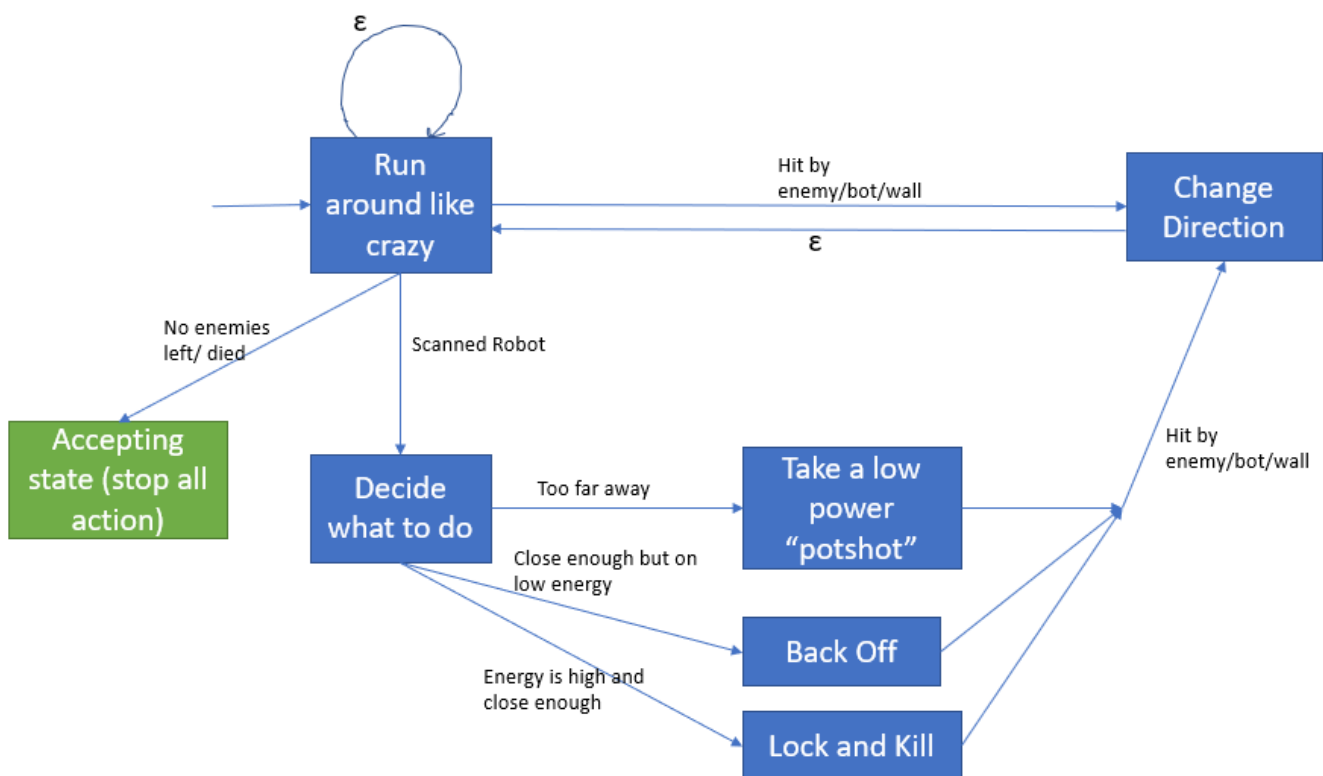 ε
Run
around like
crazy
Hit by
enemy/bot/wall
Change
Direction
ε
No enemies
left/ died
Scanned Robot
Accepting
state (stop all
action)
Decide
what to do
Too far away
Take a low
power
“potshot”
Hit by
enemy/bot/wall
Close enough but on
low energy
Back Off
Energy is high and
close enough
Lock and Kill